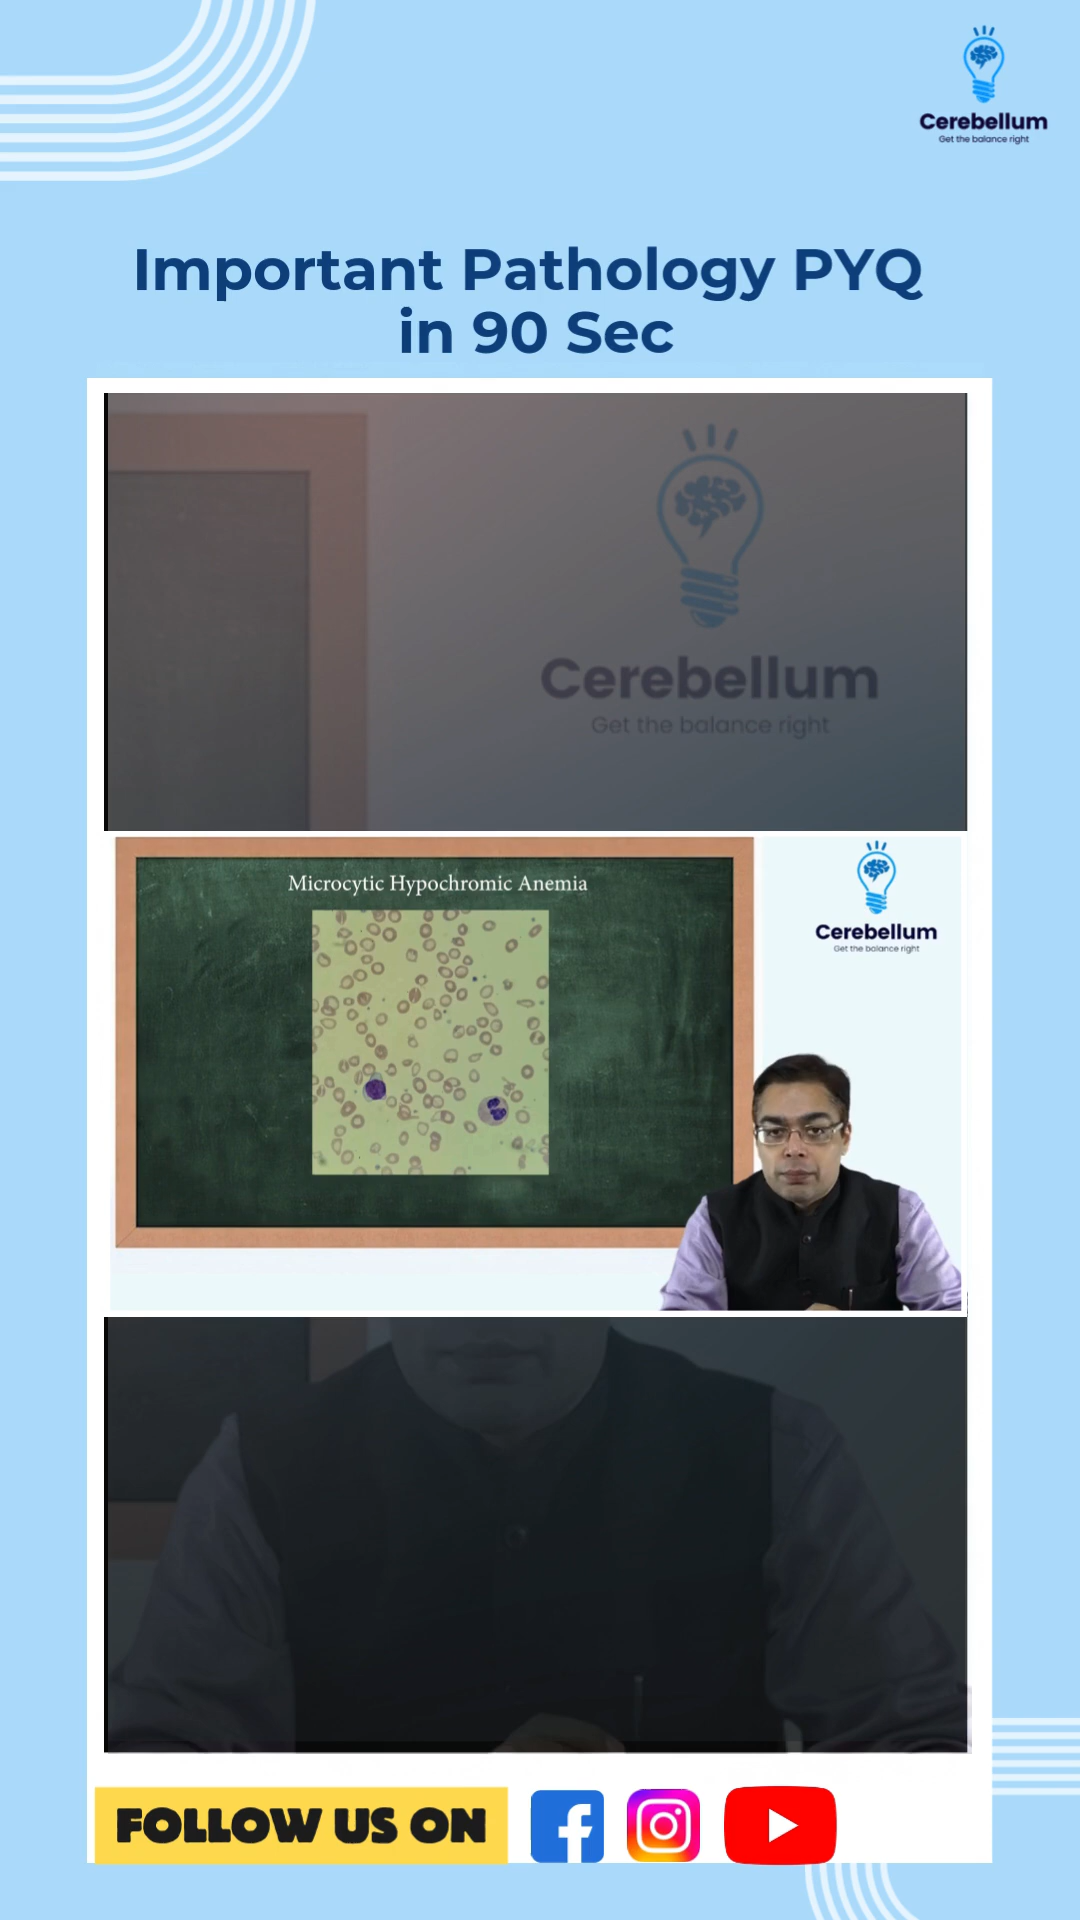 Cerebellum
Get the balance right
Important Pathology PYQ
in 90 Sec
Cerebellum
Get the balance right
Microcytic Hypochromic Anemia
Cerebellum
Get the balance right
FOLLOW US ON